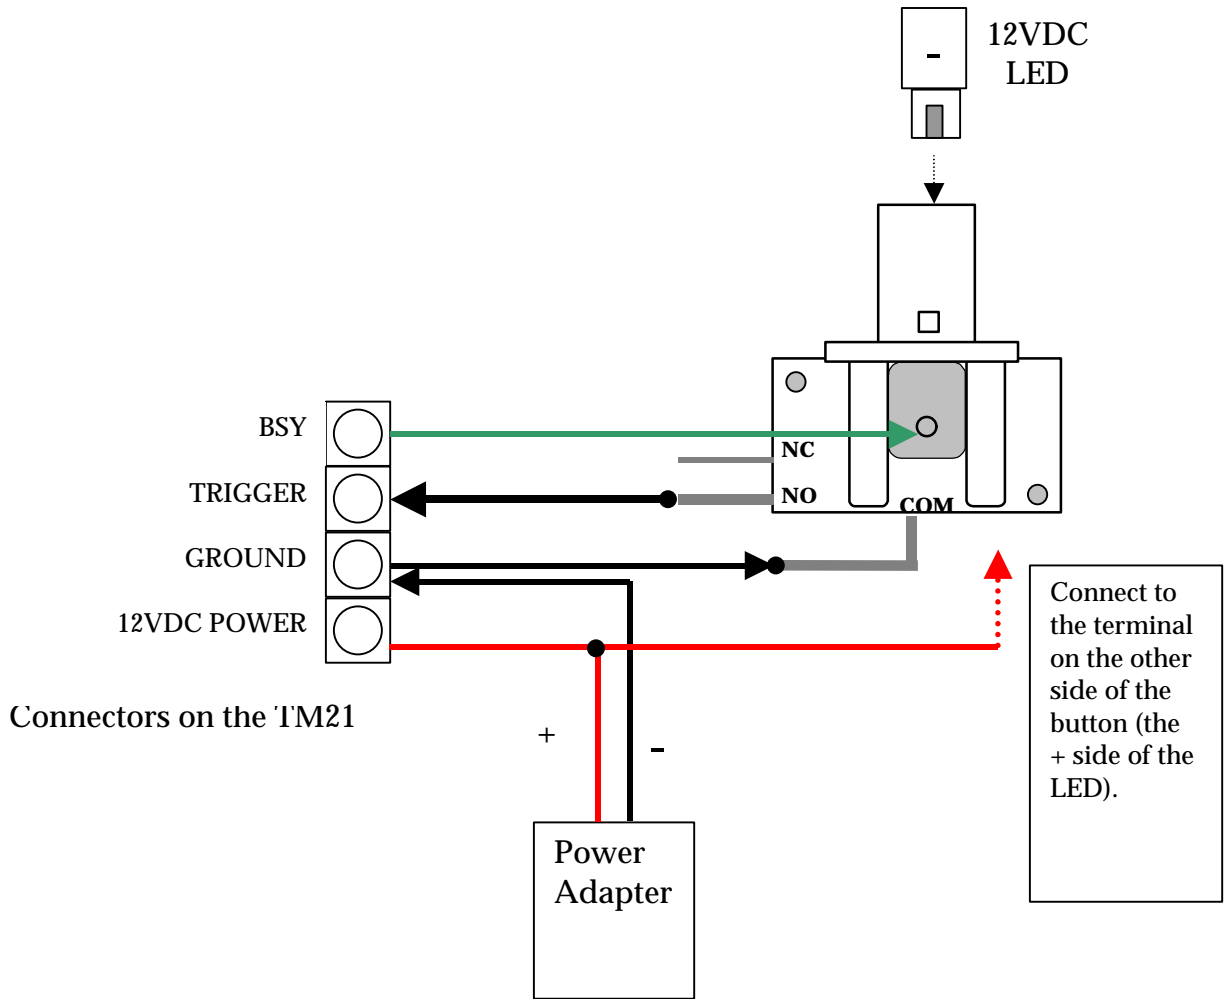 12VDC
LED
-
BSY
TRIGGER
GROUND
12VDC POWER
NC
NO
COM
Connectors on the TM21
+
-
Power
Adapter
Connect to
the terminal
on the other
side of the
button (the
+ side of the
LED).